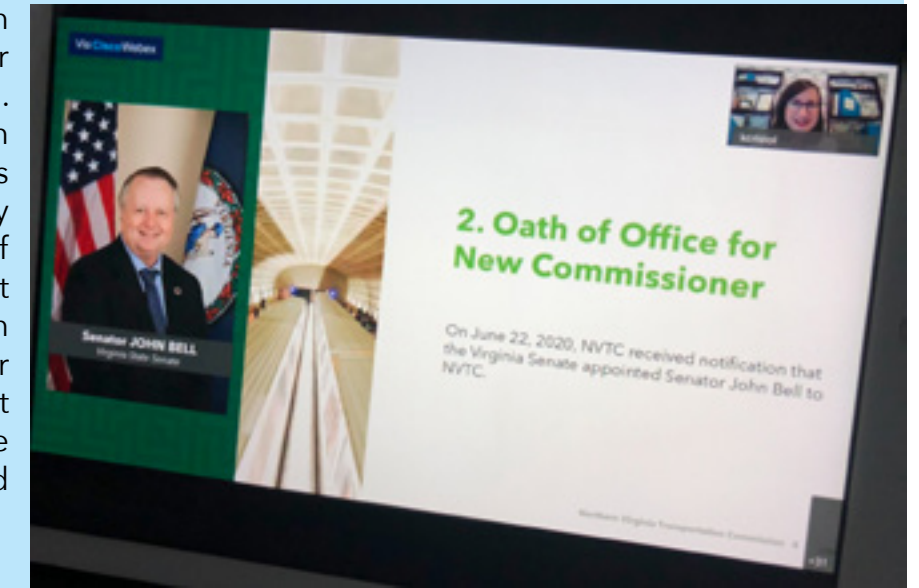 n
r
.
n
s
y
f
t
n
r
t
e
d
Via Cisco Webex
Senator JOHN BELL
Virginia State Senate
2. Oath of Office for
New Commissioner
On June 22, 2020, NVTC received notification that
the Virginia Senate appointed Senator John Bell to
NVTC.
Northern Virginia Transportation Commission